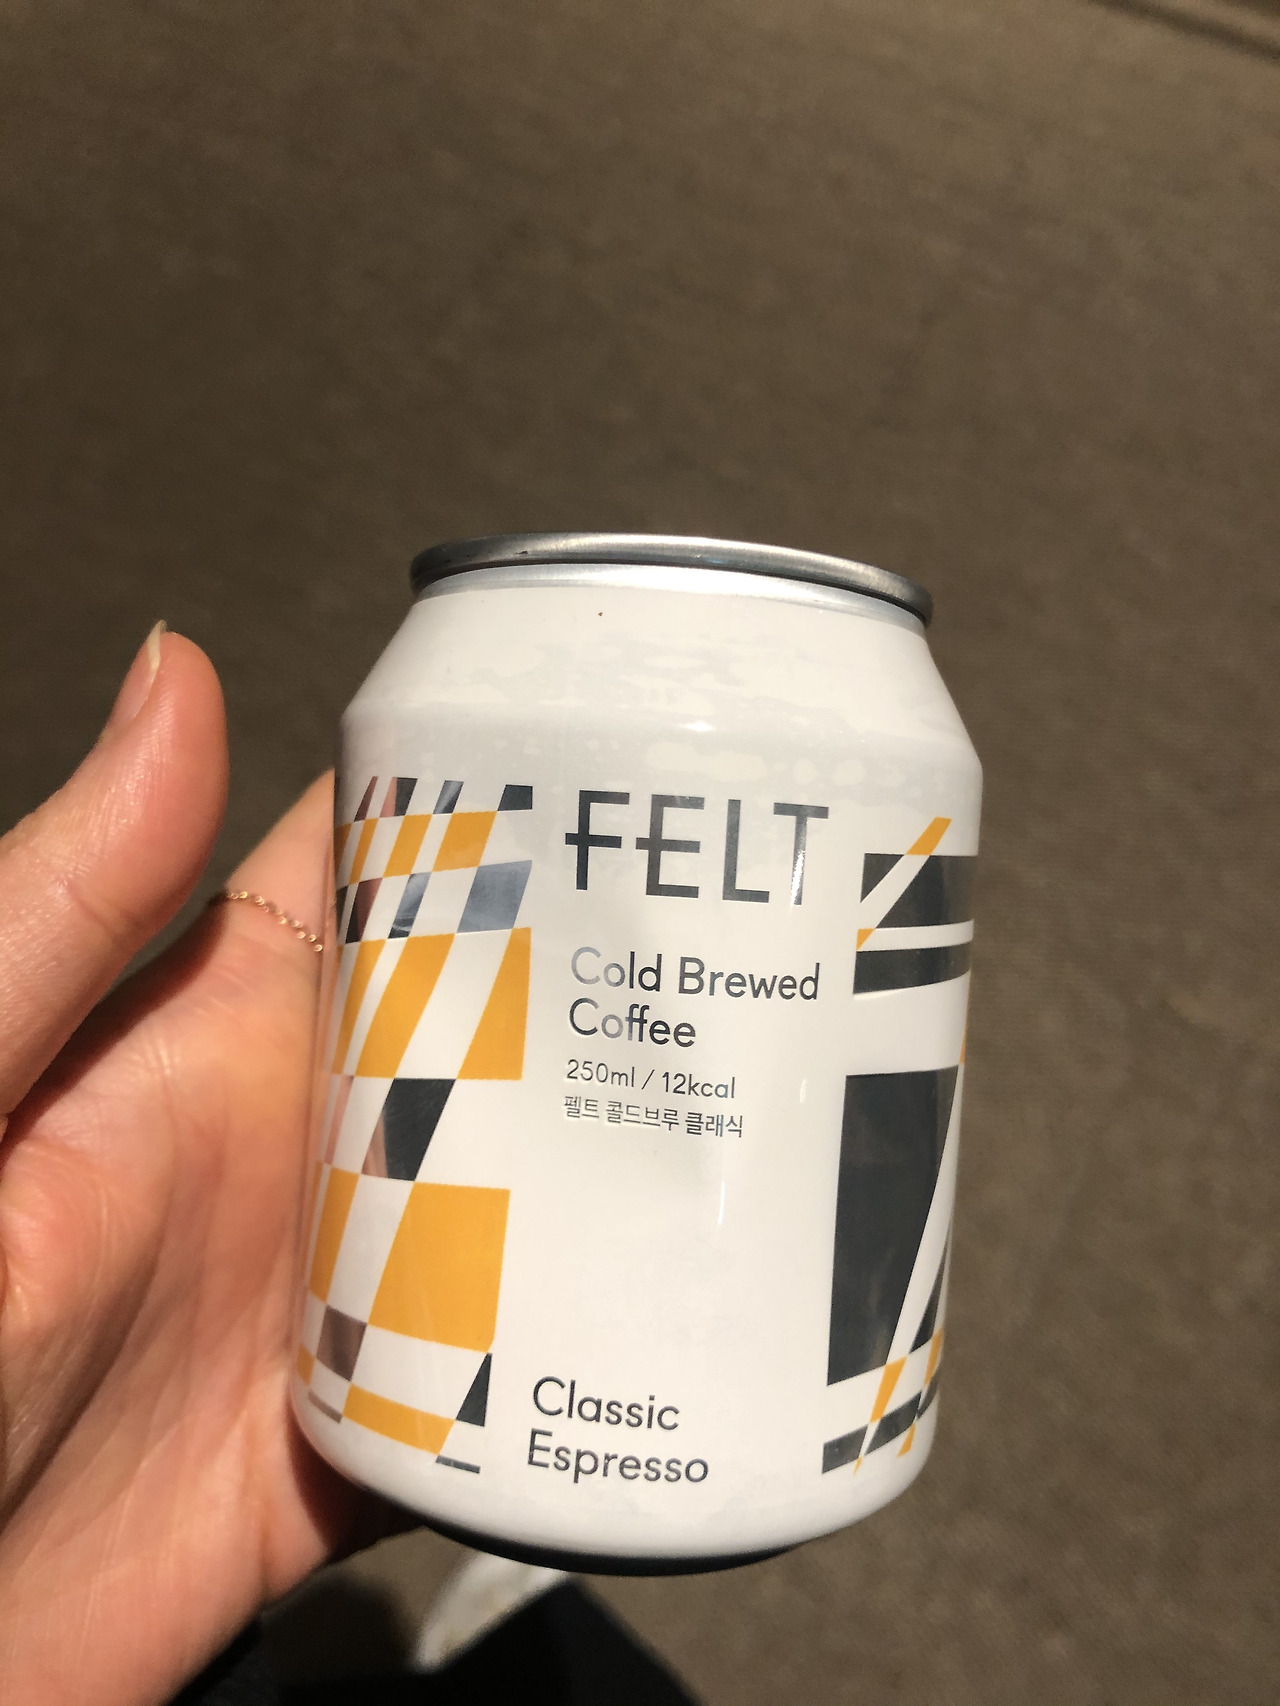 FELT
Cold Brewed
Coffee
250ml / 12kcal
펠트 콜드브루 클래식
Classic
Espresso